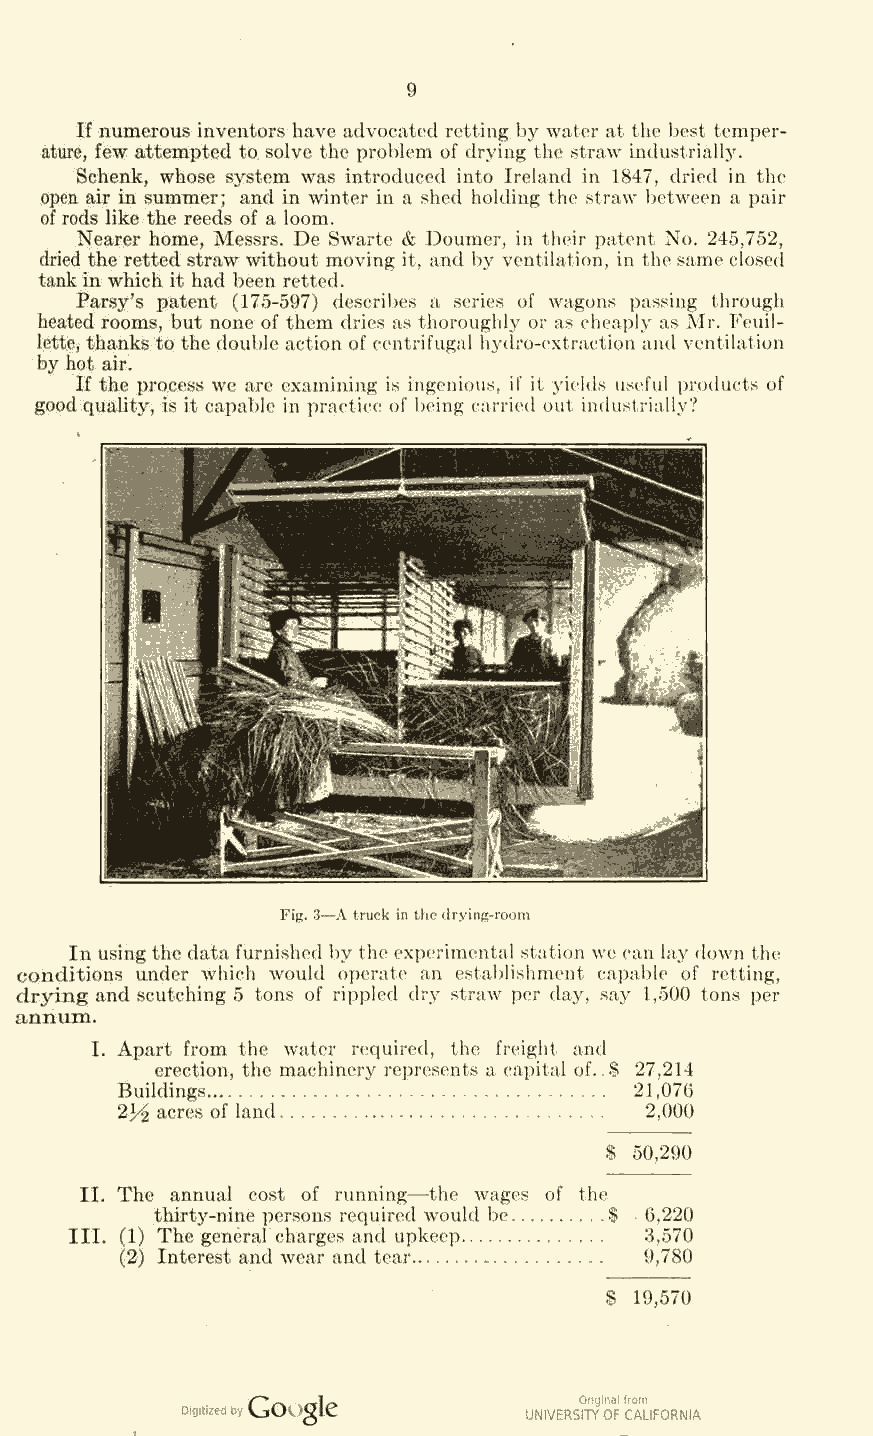 9
If numerous inventors have advocated retting by water at the best temper-
ature, few attempted to solve the problem of drying the straw industrially.
Schenk, whose system was introduced into Ireland in 1847, dried in the
open air in summer; and in winter in a shed holding the straw between a pair
of rods like the reeds of a loom.
Nearer home, Messrs. De Swarte & Doumer, in their patent No. 245,752,
dried the retted straw without moving it, and by ventilation, in the same closed
tank in which it had been retted.
Parsy's patent (175-597) describes a series of wagons passing through
heated rooms, but none of them dries as thoroughly or as cheaply as Mr. Feuil-
lette, thanks to the double action of centrifugal hydro-extraction and ventilation
by hot air.
If the process we are examining is ingenious, if it yields useful products of
good quality, is it capable in practice of being carried out industrially?
Fig. 3—A truck in the drying-room
In using the data furnished by the experimental station we can lay down the
conditions under which would operate an establishment capable of retting,
drying and scutching 5 tons of rippled dry straw per day, say 1,500 tons per
annum.
I. Apart from the water required, the freight and
erection, the machinery represents a capital of..$ 27,214
Buildings.................................... 21,076
2½ acres of land............................... 2,000
$ 50,290
II. The annual cost of running—the wages of the
thirty-nine persons required would be..........$ 6,220
III. (1) The general charges and upkeep............... 3,570
(2) Interest and wear and tear.................... 9,780
$ 19,570
Digitized by Google
Original from
UNIVERSITY OF CALIFORNIA